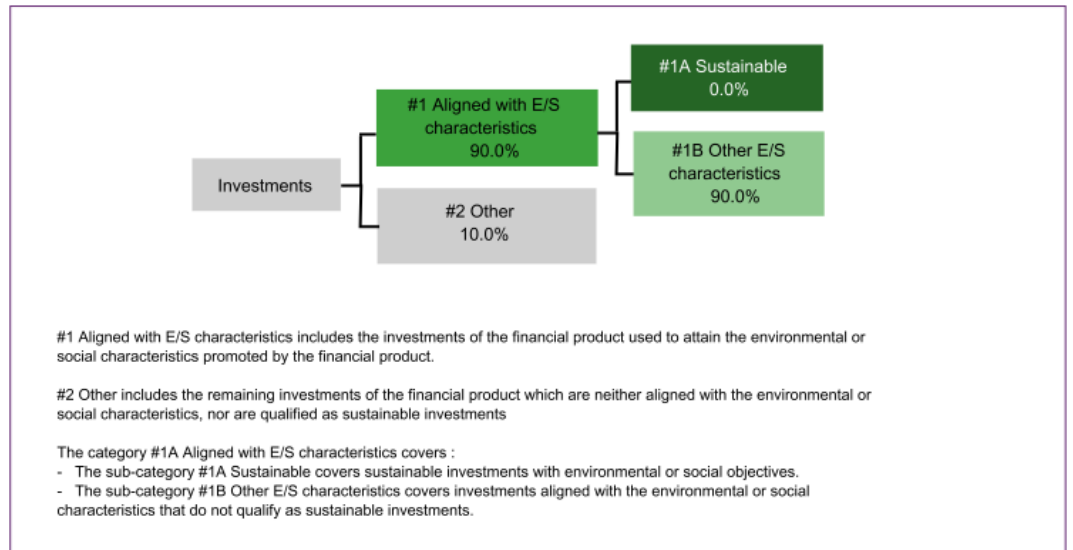 #1A Sustainable
0.0%
#1 Aligned with E/S
characteristics
90.0%
#1B Other E/S
characteristics
90.0%
Investments
#2 Other
10.0%
#1 Aligned with E/S characteristics includes the investments of the financial product used to attain the environmental or
social characteristics promoted by the financial product.
#2 Other includes the remaining investments of the financial product which are neither aligned with the environmental or
social characteristics, nor are qualified as sustainable investments
The category #1A Aligned with E/S characteristics covers :
- The sub-category #1A Sustainable covers sustainable investments with environmental or social objectives.
- The sub-category #1B Other E/S characteristics covers investments aligned with the environmental or social
characteristics that do not qualify as sustainable investments.